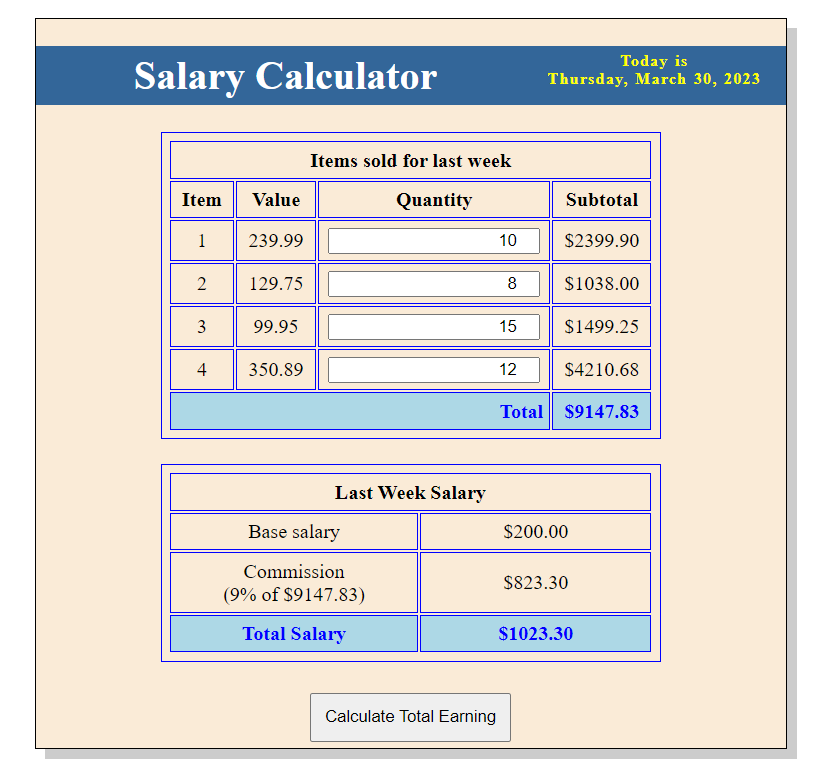 Salary Calculator
Today is
Thursday, March 30, 2023
Items sold for last week
Item Value Quantity Subtotal
1 239.99 10 $2399.90
2 129.75 8 $1038.00
3 99.95 15 $1499.25
4 350.89 12 $4210.68
Total $9147.83
Last Week Salary
Base salary $200.00
Commission
(9% of $9147.83) $823.30
Total Salary $1023.30
Calculate Total Earning